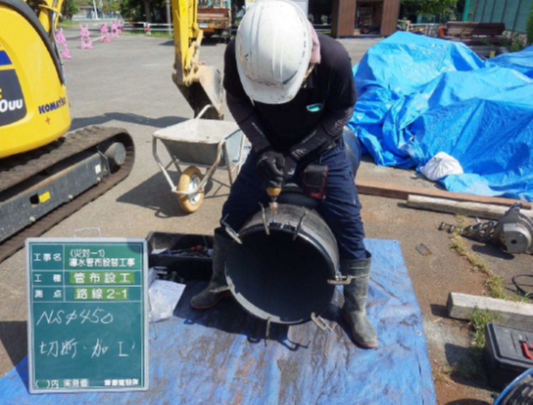 KOMATSU
工事名
(災対-1)
導水管布設替工事
工種 管布設工
測点 路線2-1
NSφ450
切断・加工